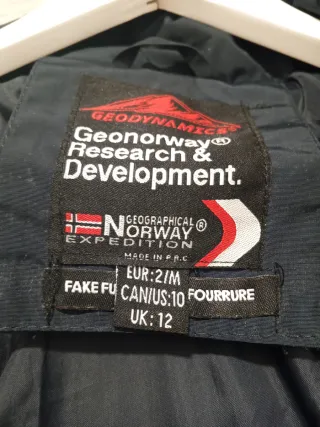 GEODYNAMICS
Geonorway®
Research &
Development.
GEOGRAPHICAL
NORWAY®
EXPEDITION
MADE IN P.R.C
EUR:2/M
FAKE FU CAN/US:10 FOURRURE
UK: 12